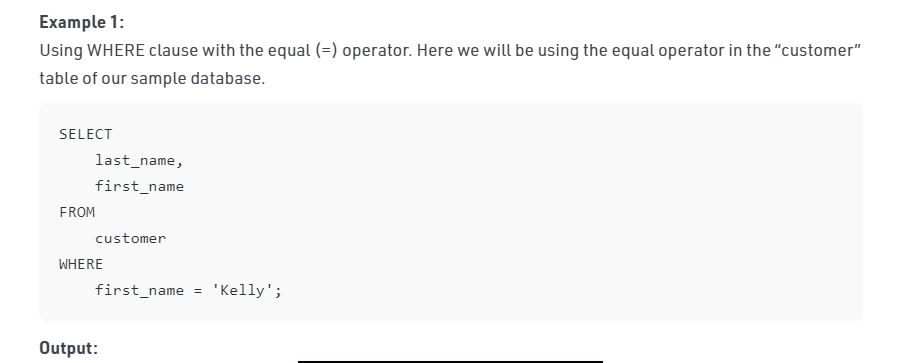 Example 1:
Using WHERE clause with the equal (=) operator. Here we will be using the equal operator in the “customer”
table of our sample database.
SELECT
    last_name,
    first_name
FROM
    customer
WHERE
    first_name = 'Kelly';
Output: